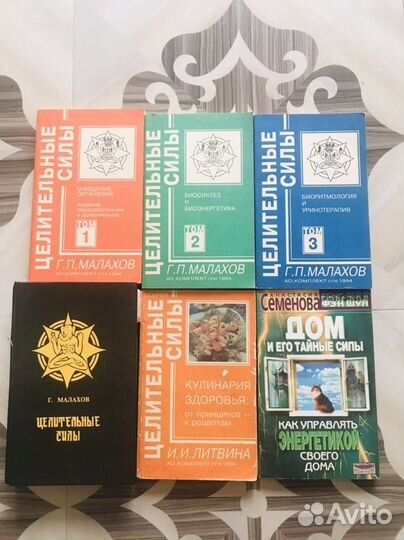 ЦЕЛИТЕЛЬНЫЕ
СИЛЫ
ОЧИЩЕНИЕ
ОРГАНИЗМА
ТОМ
1
Г.П.МАЛАХОВ
АО КОМПЛЕКТ СПб 1994
ЦЕЛИТЕЛЬНЫЕ
СИЛЫ
БИОСИНТЕЗ
И
БИОЭНЕРГЕТИКА
ТОМ
2
Г.П.МАЛАХОВ
АО КОМПЛЕКТ СПб 1994
ЦЕЛИТЕЛЬНЫЕ
СИЛЫ
БИОРИТМОЛОГИЯ
И
УРИНОТЕРАПИЯ
ТОМ
3
Г.П.МАЛАХОВ
АО КОМПЛЕКТ СПб 1994
Г. МАЛАХОВ
ЦЕЛИТЕЛЬНЫЕ
СИЛЫ
ЦЕЛИТЕЛЬНЫЕ
СИЛЫ
КУЛИНАРИЯ
ЗДОРОВЬЯ:
от принципов –
к рецептам
И.И.ЛИТВИНА
АО КОМПЛЕКТ СПб 1994
АНАСТАСИЯ
Семенова
ФЭН ШУЙ
ДОМ
И ЕГО ТАЙНЫЕ СИЛЫ
КАК УПРАВЛЯТЬ
ЭНЕРГЕТИКОЙ
СВОЕГО
ДОМА
Avito